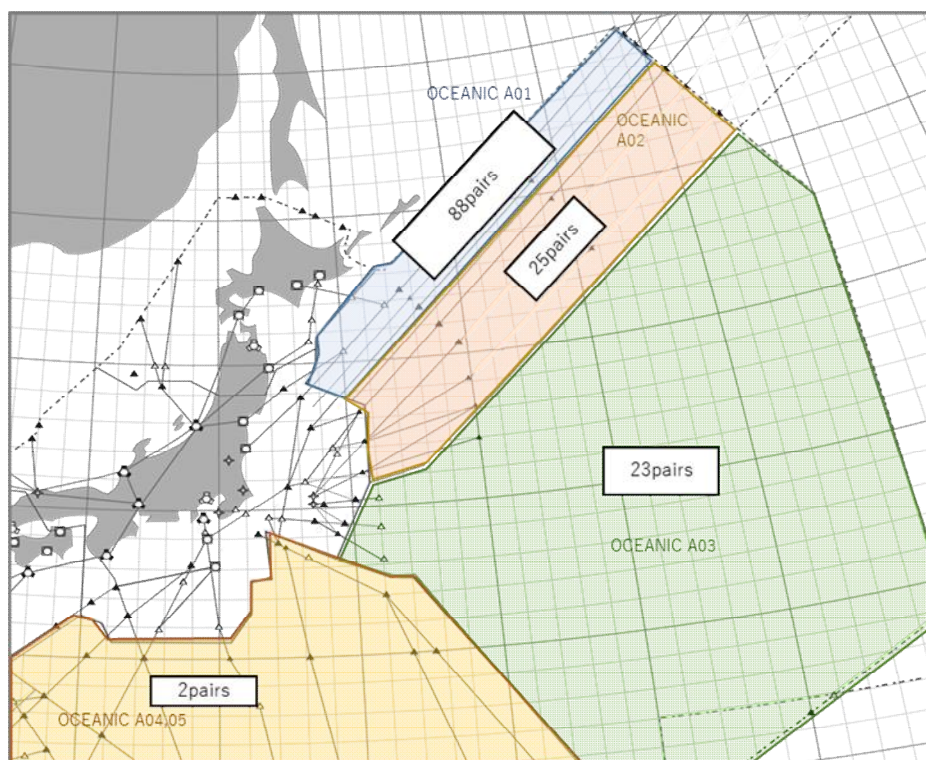 OCEANIC A01
OCEANIC
A02
88pairs
25pairs
23pairs
OCEANIC A03
2pairs
OCEANIC A04,05